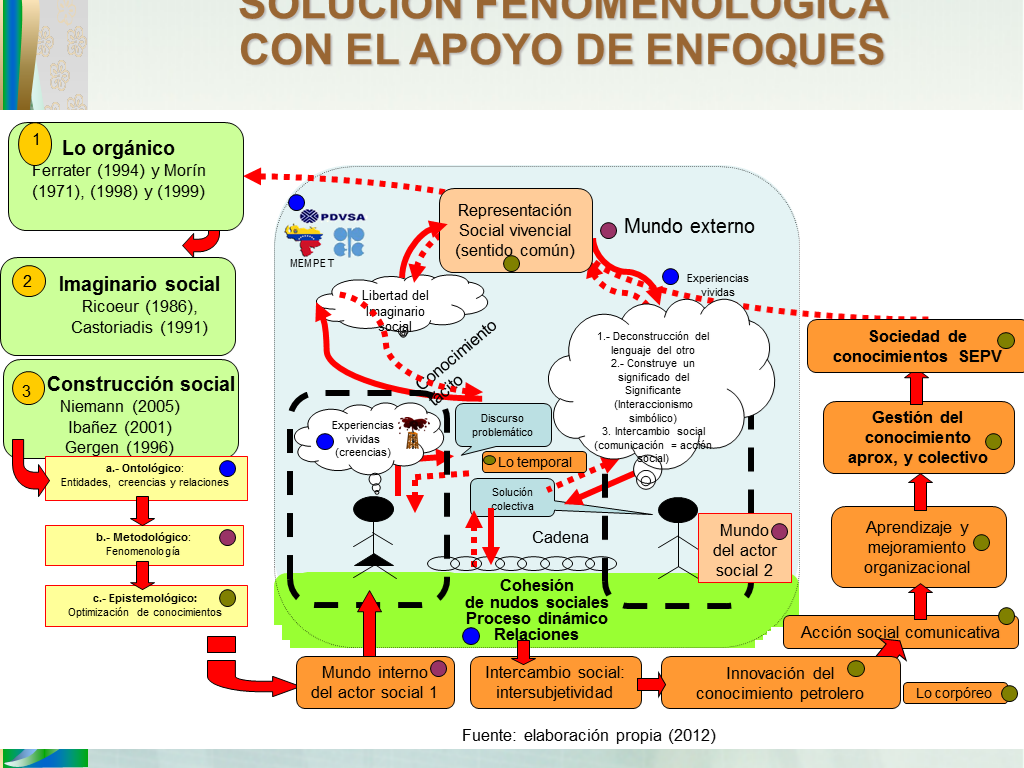 SOLUCIÓN FENOMENOLÓGICA
CON EL APOYO DE ENFOQUES
1
Lo orgánico
Ferrater (1994) y Morín
(1971), (1998) y (1999)
2
Imaginario social
Ricoeur (1986),
Castoriadis (1991)
3
Construcción social
Niemann (2005)
Ibañez (2001)
Gergen (1996)
a.- Ontológico:
Entidades, creencias y relaciones
b.- Metodológico:
Fenomenología
c.- Epistemológico:
Optimización de conocimientos
PDVSA
OPEC
MEMPET
Representación
Social vivencial
(sentido común)
Mundo externo
Experiencias
vividas
Libertad del
Imaginario
social
Conocimiento
tácito
1.- Deconstrucción del
lenguaje del otro
2.- Construye un
significado del
Significante
(Interaccionismo
simbólico)
3. Intercambio social
(comunicación = acción
social)
Experiencias
vividas
(creencias)
Discurso
problemático
Lo temporal
Solución
colectiva
Cadena
Mundo
del actor
social 2
Cohesión
de nudos sociales
Proceso dinámico
Relaciones
Sociedad de
conocimientos SEPV
Gestión del
conocimiento
aprox, y colectivo
Aprendizaje y
mejoramiento
organizacional
Acción social comunicativa
Mundo interno
del actor social 1
Intercambio social:
intersubjetividad
Innovación del
conocimiento petrolero
Lo corpóreo
Fuente: elaboración propia (2012)